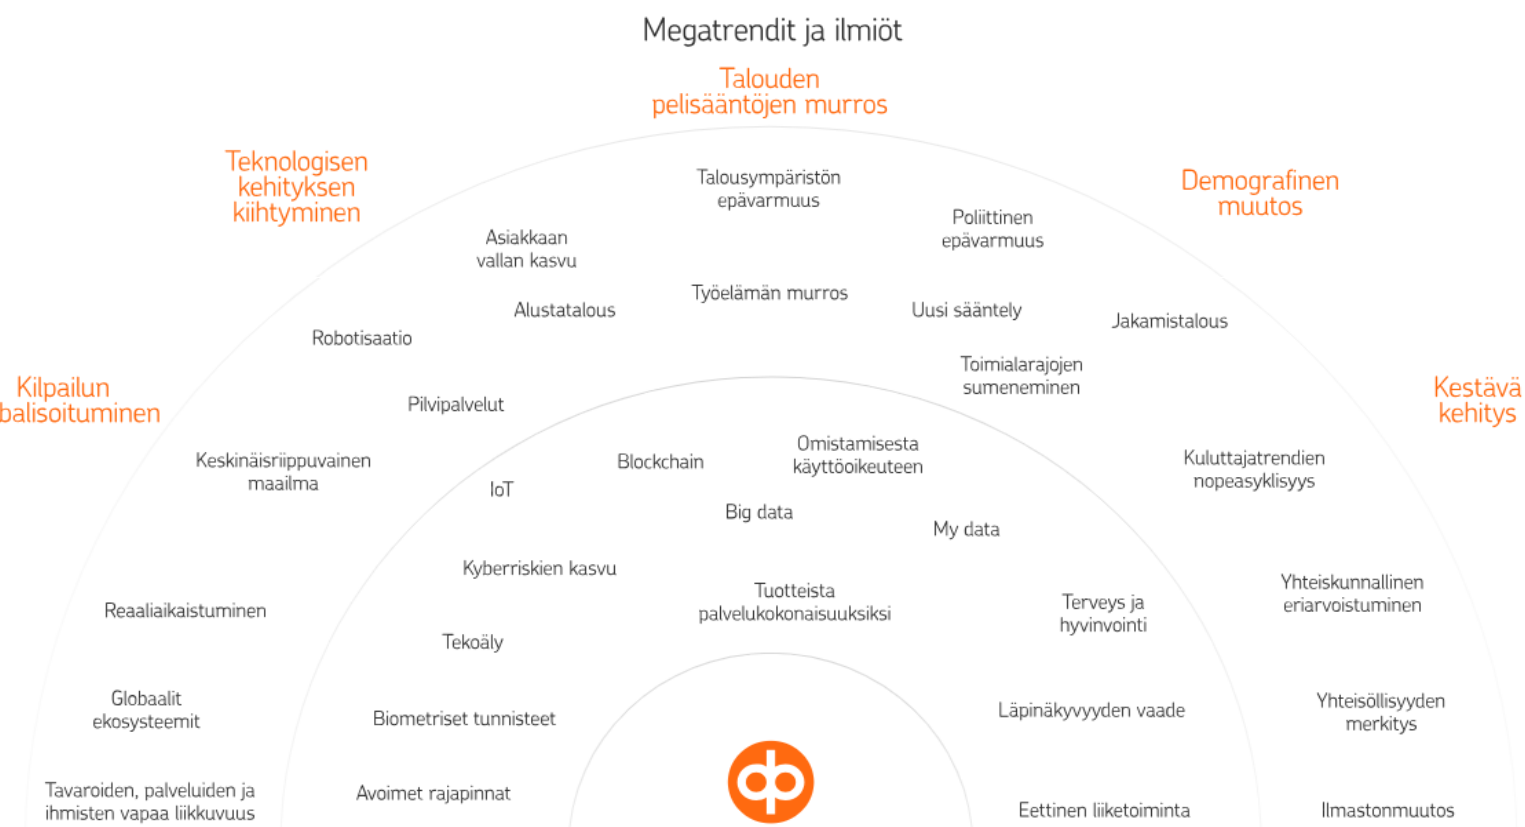 Megatrendit ja ilmiöt
Talouden
pelisääntöjen murros
Teknologisen
kehityksen
kiihtyminen
Demografinen
muutos
Kilpailun
balisoituminen
Kestävä
kehitys
Talousympäristön
epävarmuus
Poliittinen
epävarmuus
Asiakkaan
vallan kasvu
Työelämän murros
Alustatalous
Uusi sääntely
Jakamistalous
Robotisaatio
Toimialarajojen
sumeneminen
Pilvipalvelut
Keskinäisriippuvainen
maailma
Blockchain
Omistamisesta
käyttöoikeuteen
Kuluttajatrendien
nopeasyklisyys
IoT
Big data
My data
Kyberriskien kasvu
Tuotteista
palvelukokonaisuuksiksi
Terveys ja
hyvinvointi
Yhteiskunnallinen
eriarvoistuminen
Reaaliaikaistuminen
Tekoäly
Globaalit
ekosysteemit
Biometriset tunnisteet
Läpinäkyvyyden vaade
Yhteisöllisyyden
merkitys
Tavaroiden, palveluiden ja
ihmisten vapaa liikkuvuus
Avoimet rajapinnat
Eettinen liiketoiminta
Ilmastonmuutos